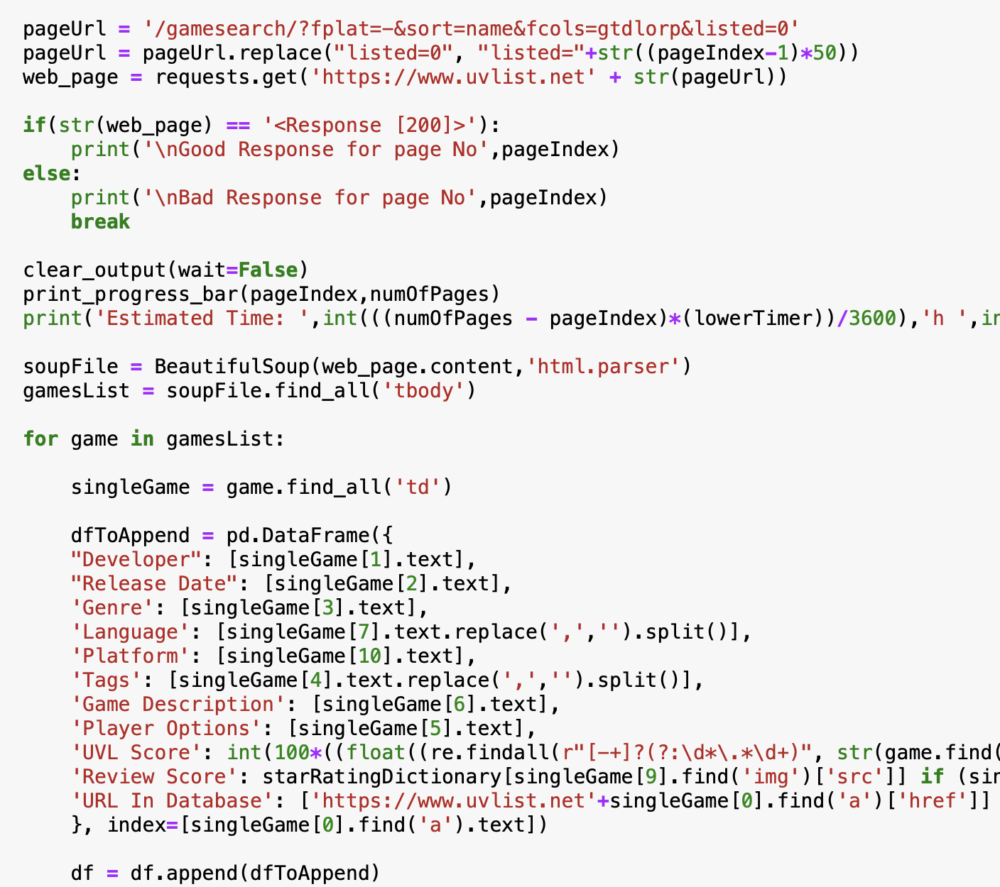 pageUrl = '/gamesearch/?fplat=-&sort=name&fcols=gtdlorp&listed=0'
pageUrl = pageUrl.replace("listed=0", "listed="+str((pageIndex-1)*50))
web_page = requests.get('https://www.uvlist.net' + str(pageUrl))
if(str(web_page) == '<Response [200]>'):
    print('\nGood Response for page No',pageIndex)
else:
    print('\nBad Response for page No',pageIndex)
    break
clear_output(wait=False)
print_progress_bar(pageIndex,numOfPages)
print('Estimated Time: ',int(((numOfPages - pageIndex)*(lowerTimer))/3600),'h ',in
soupFile = BeautifulSoup(web_page.content,'html.parser')
gamesList = soupFile.find_all('tbody')
for game in gamesList:
    singleGame = game.find_all('td')
    dfToAppend = pd.DataFrame({
    "Developer": [singleGame[1].text],
    "Release Date": [singleGame[2].text],
    'Genre': [singleGame[3].text],
    'Language': [singleGame[7].text.replace(',','').split()],
    'Platform': [singleGame[10].text],
    'Tags': [singleGame[4].text.replace(',','').split()],
    'Game Description': [singleGame[6].text],
    'Player Options': [singleGame[5].text],
    'UVL Score': int(100*((float((re.findall(r"[-+]?(?:\d*\.*\d+)", str(game.find(
    'Review Score': starRatingDictionary[singleGame[9].find('img')['src']] if (sin
    'URL In Database': ['https://www.uvlist.net'+singleGame[0].find('a')['href']]
    }, index=[singleGame[0].find('a').text])
    df = df.append(dfToAppend)